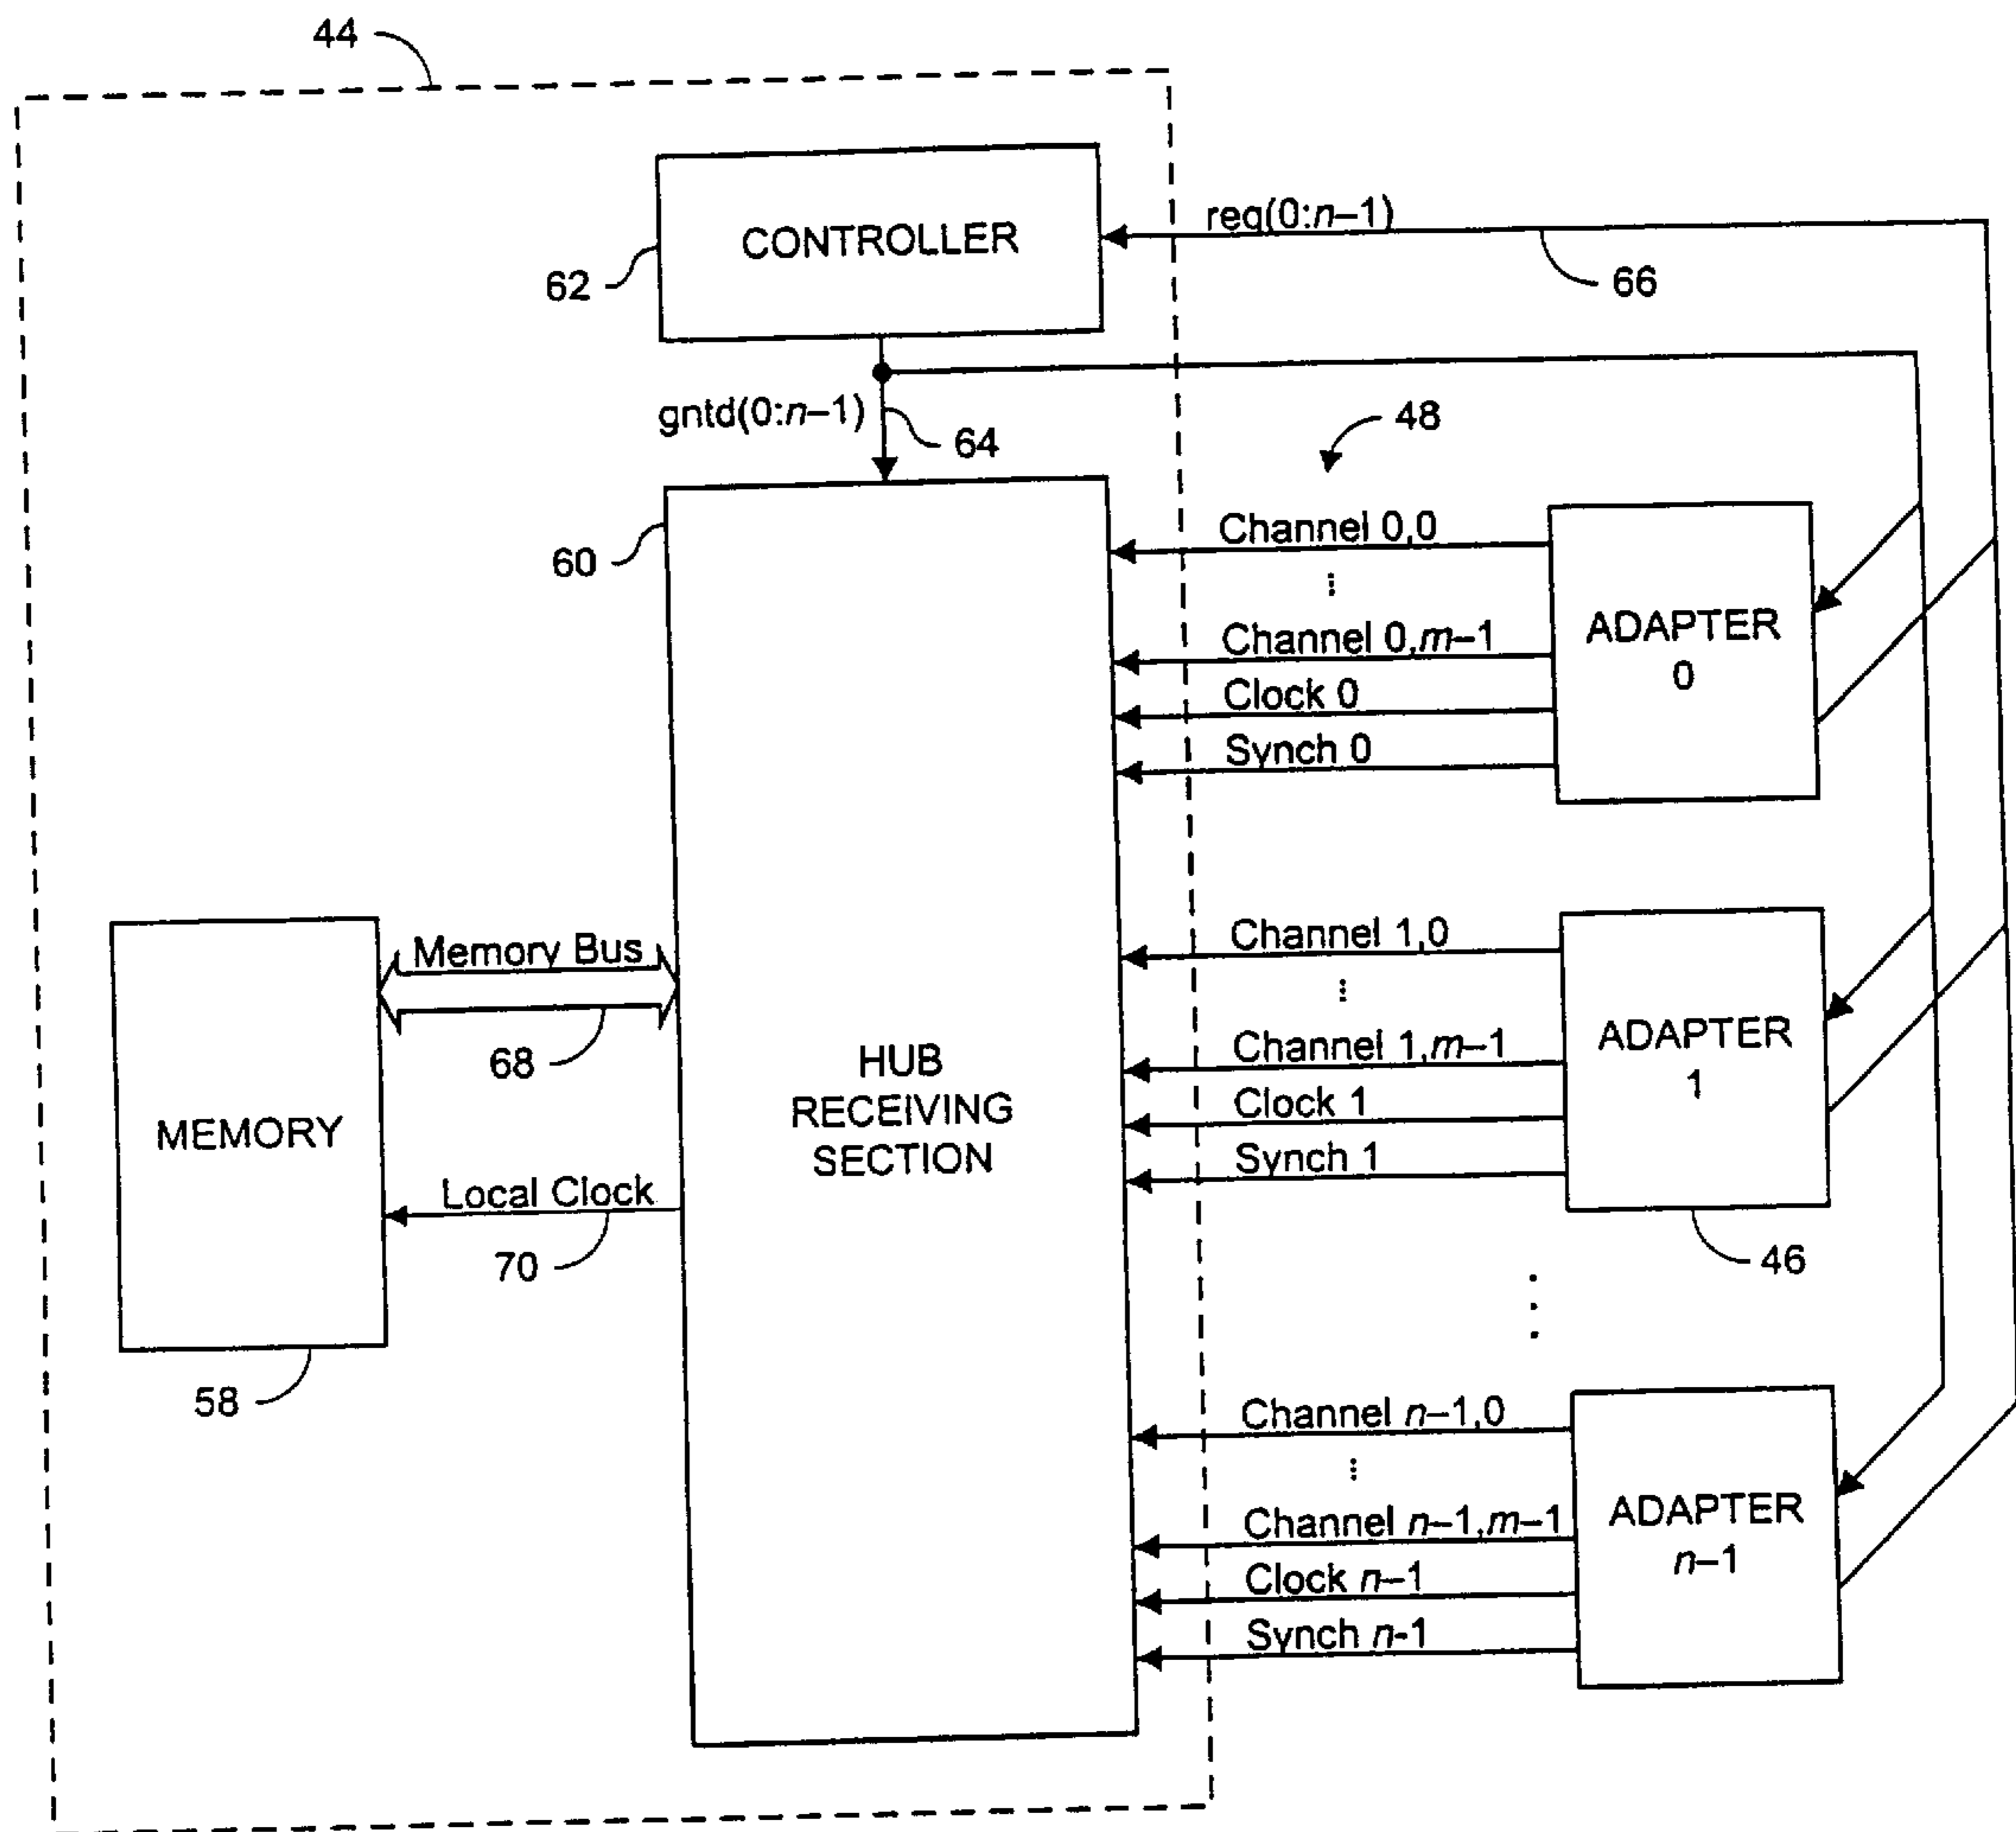 44
CONTROLLER
62
req(0:n–1)
66
gntd(0:n–1)
64
48
60
Channel 0,0
...
Channel 0,m–1
Clock 0
Synch 0
ADAPTER
0
Channel 1,0
...
Channel 1,m–1
Clock 1
Synch 1
ADAPTER
1
46
Memory Bus
68
HUB
RECEIVING
SECTION
MEMORY
Local Clock
70
58
...
Channel n–1,0
...
Channel n–1,m–1
Clock n–1
Synch n-1
ADAPTER
n–1